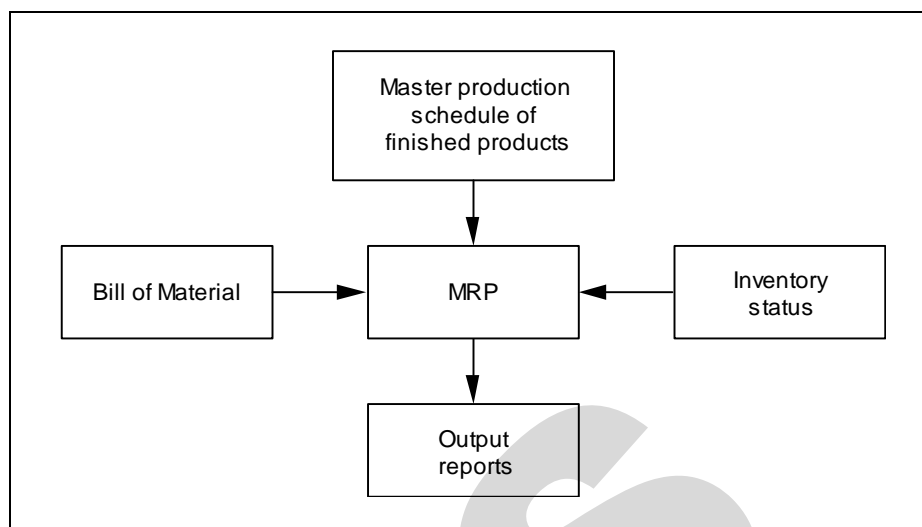 Master production
schedule of
finished products
Bill of Material
MRP
Inventory
status
Output
reports